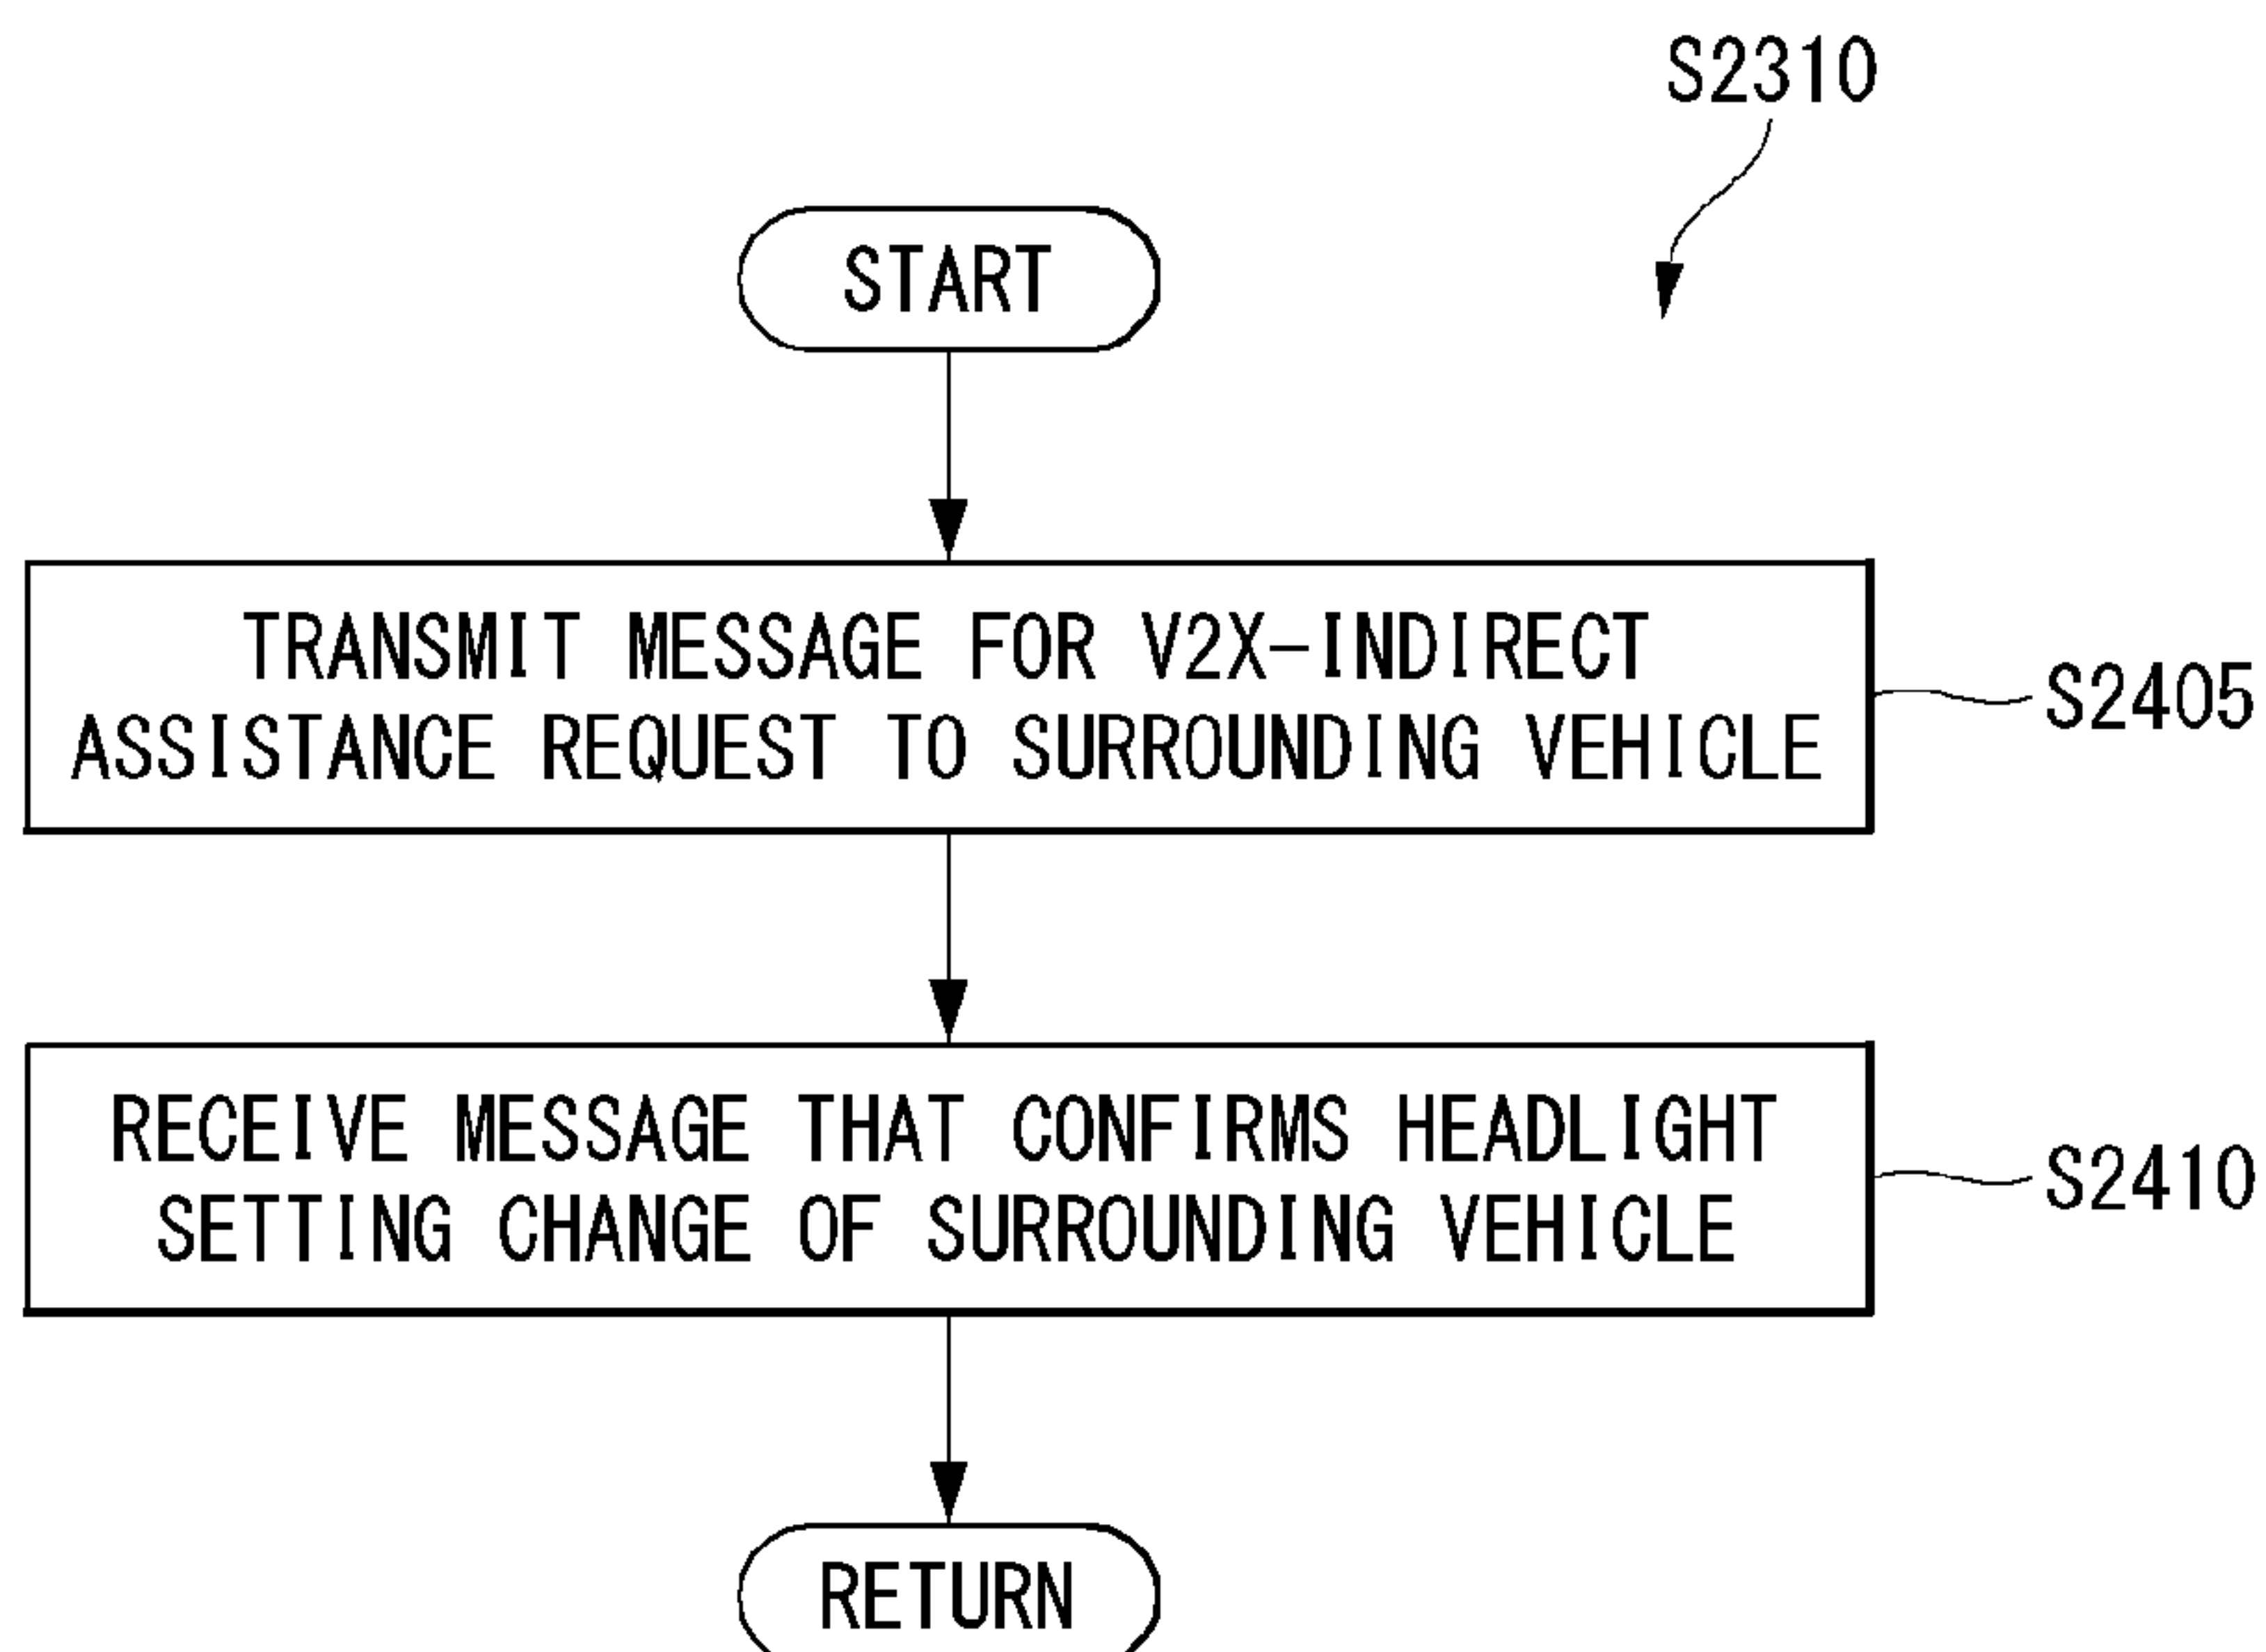 S2310
START
TRANSMIT MESSAGE FOR V2X-INDIRECT
ASSISTANCE REQUEST TO SURROUNDING VEHICLE
S2405
RECEIVE MESSAGE THAT CONFIRMS HEADLIGHT
SETTING CHANGE OF SURROUNDING VEHICLE
S2410
RETURN